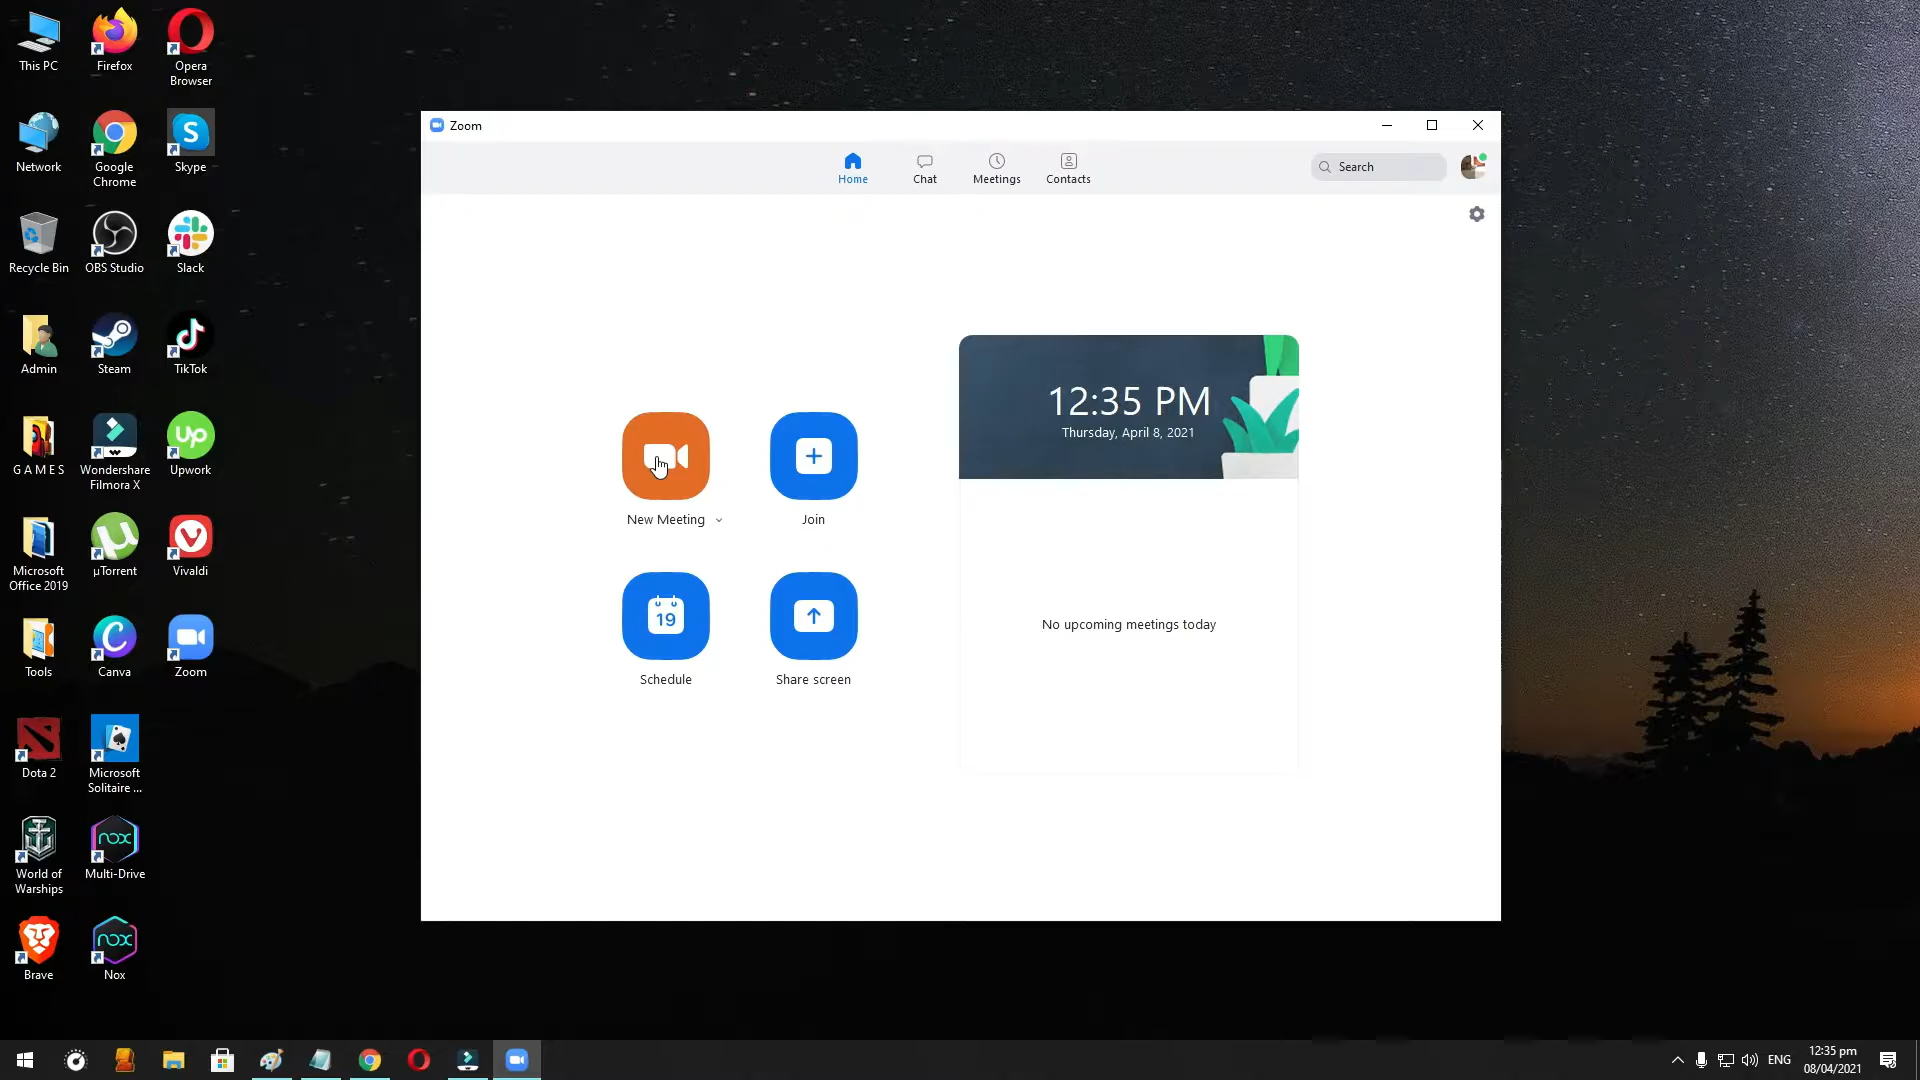 This PC
Firefox
Opera
Browser
Network
Google
Chrome
Skype
Recycle Bin
OBS Studio
Slack
Admin
Steam
TikTok
G A M E S
Wondershare
Filmora X
Up
Upwork
Microsoft
Office 2019
µTorrent
Vivaldi
Tools
Canva
Zoom
Dota 2
Microsoft
Solitaire ...
World of
Warships
nox
Multi-Drive
Brave
nox
Nox
Zoom
Home
Chat
Meetings
Contacts
Search
New Meeting
Join
19
Schedule
Share screen
12:35 PM
Thursday, April 8, 2021
No upcoming meetings today
ENG
12:35 pm
08/04/2021